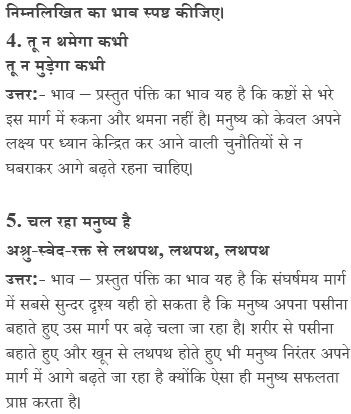 निम्नलिखित का भाव स्पष्ट कीजिए।
4. तू न थमेगा कभी
तू न मुड़ेगा कभी
उत्तर:- भाव – प्रस्तुत पंक्ति का भाव यह है कि कष्टों से भरे
इस मार्ग में रुकना और थमना नहीं है। मनुष्य को केवल अपने
लक्ष्य पर ध्यान केन्द्रित कर आने वाली चुनौतियों से न
घबराकर आगे बढ़ते रहना चाहिए।
5. चल रहा मनुष्य है
अश्रु-स्वेद-रक्त से लथपथ, लथपथ, लथपथ
उत्तर:- भाव – प्रस्तुत पंक्ति का भाव यह है कि संघर्षमय मार्ग
में सबसे सुन्दर दृश्य यही हो सकता है कि मनुष्य अपना पसीना
बहाते हुए उस मार्ग पर बढ़े चला जा रहा है। शरीर से पसीना
बहाते हुए और खून से लथपथ होते हुए भी मनुष्य निरंतर अपने
मार्ग में आगे बढ़ते जा रहा है क्योंकि ऐसा ही मनुष्य सफलता
प्राप्त करता है।